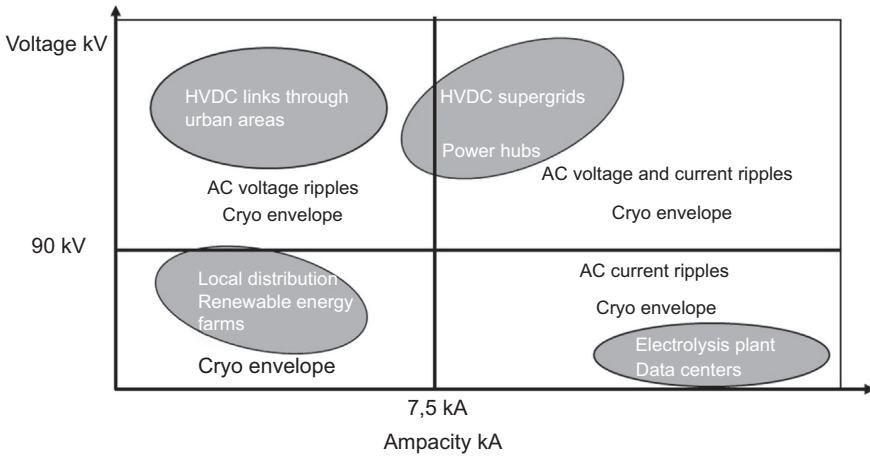 Voltage kV
HVDC links through
urban areas
AC voltage ripples
Cryo envelope
HVDC supergrids
Power hubs
AC voltage and current ripples
Cryo envelope
90 kV
Local distribution
Renewable energy
farms
Cryo envelope
AC current ripples
Cryo envelope
Electrolysis plant
Data centers
7,5 kA
Ampacity kA